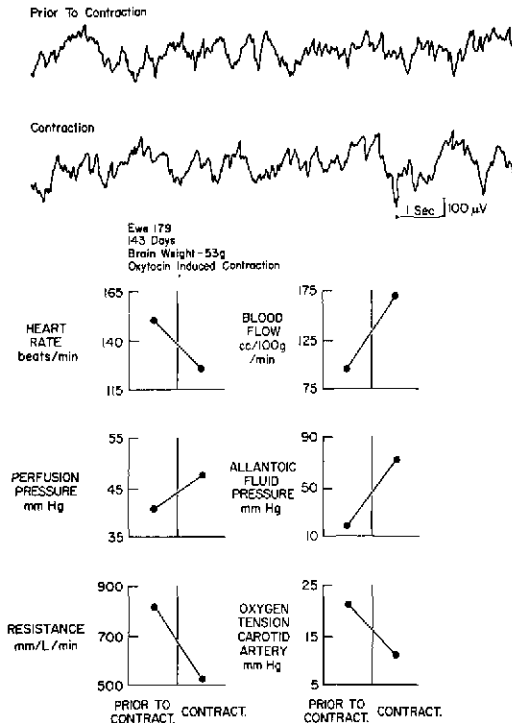 Prior To Contraction
Contraction
1 Sec
100 μV
Ewe 179
143 Days
Brain Weight-53g
Oxytocin Induced Contraction
HEART
RATE
beats/min
165
140
115
BLOOD
FLOW
cc/100g
/min
175
125
75
PERFUSION
PRESSURE
mm Hg
55
45
35
ALLANTOIC
FLUID
PRESSURE
mm Hg
90
50
10
RESISTANCE
mm/L/min
900
700
500
OXYGEN
TENSION
CAROTID
ARTERY
mm Hg
25
15
5
PRIOR TO
CONTRACT.
CONTRACT.
PRIOR TO
CONTRACT.
CONTRACT.